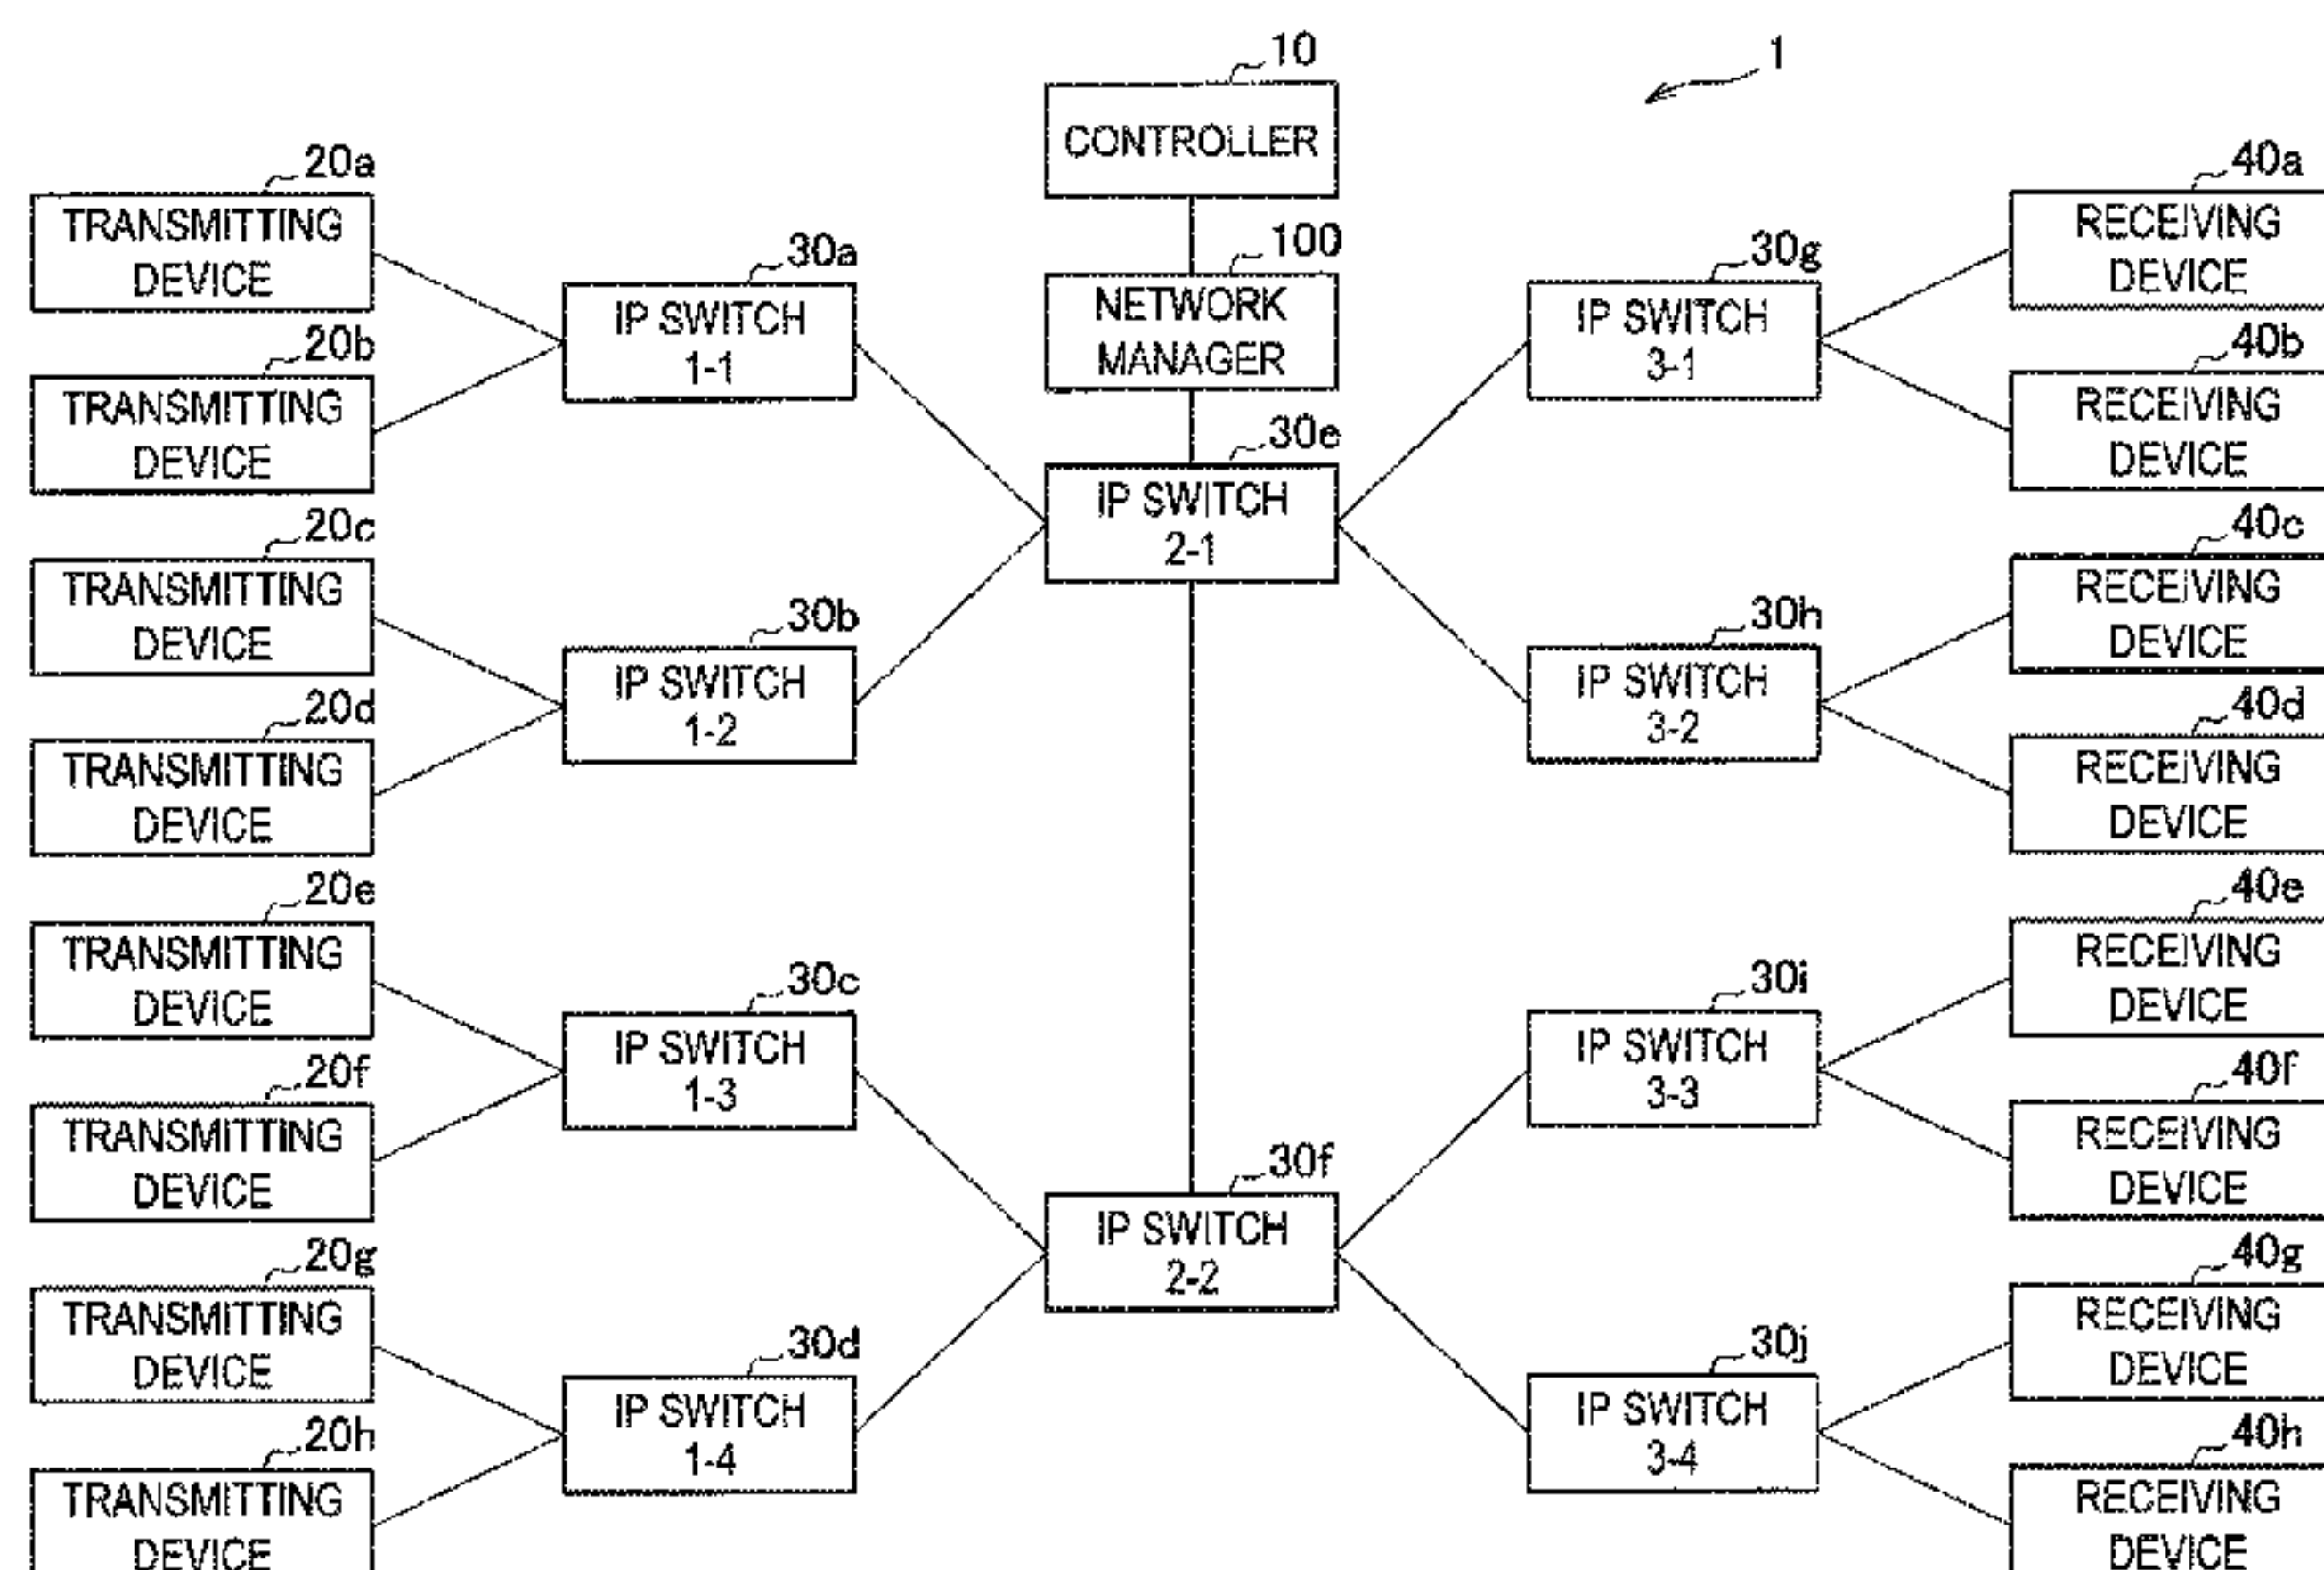 10
1
CONTROLLER
20a
TRANSMITTING
DEVICE
40a
RECEIVING
DEVICE
30a
IP SWITCH
1-1
100
NETWORK
MANAGER
30g
IP SWITCH
3-1
20b
TRANSMITTING
DEVICE
40b
RECEIVING
DEVICE
30e
IP SWITCH
2-1
20c
TRANSMITTING
DEVICE
40c
RECEIVING
DEVICE
30b
IP SWITCH
1-2
30h
IP SWITCH
3-2
20d
TRANSMITTING
DEVICE
40d
RECEIVING
DEVICE
20e
TRANSMITTING
DEVICE
40e
RECEIVING
DEVICE
30c
IP SWITCH
1-3
30i
IP SWITCH
3-3
20f
TRANSMITTING
DEVICE
40f
RECEIVING
DEVICE
30f
IP SWITCH
2-2
20g
TRANSMITTING
DEVICE
40g
RECEIVING
DEVICE
30d
IP SWITCH
1-4
30j
IP SWITCH
3-4
20h
TRANSMITTING
DEVICE
40h
RECEIVING
DEVICE